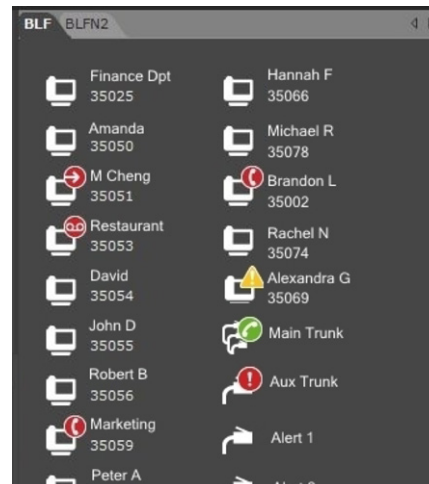 BLF BLFN2
Finance Dpt
35025
Amanda
35050
M Cheng
35051
Restaurant
35053
David
35054
John D
35055
Robert B
35056
Marketing
35059
Peter A
Hannah F
35066
Michael R
35078
Brandon L
35002
Rachel N
35074
Alexandra G
35069
Main Trunk
Aux Trunk
Alert 1